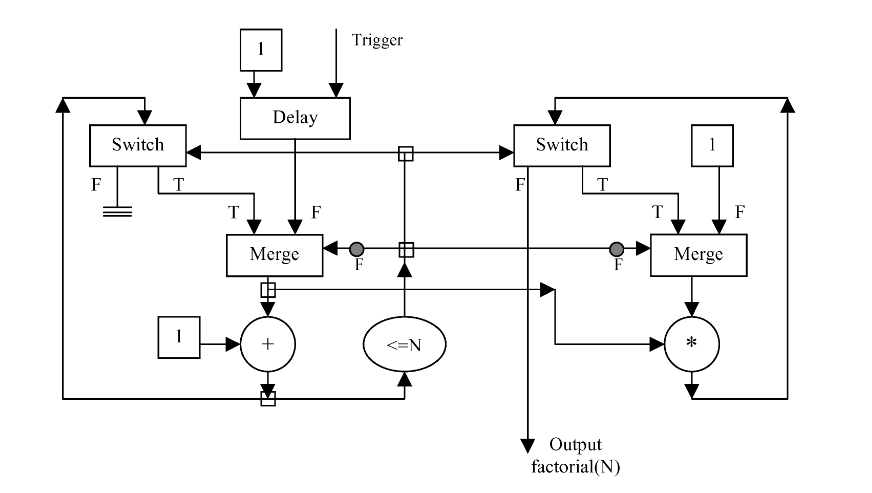 1
Trigger
Delay
Switch
Switch
1
F
T
F
T
T
F
T
F
Merge
Merge
F
F
1
+
<=N
*
Output
factorial(N)